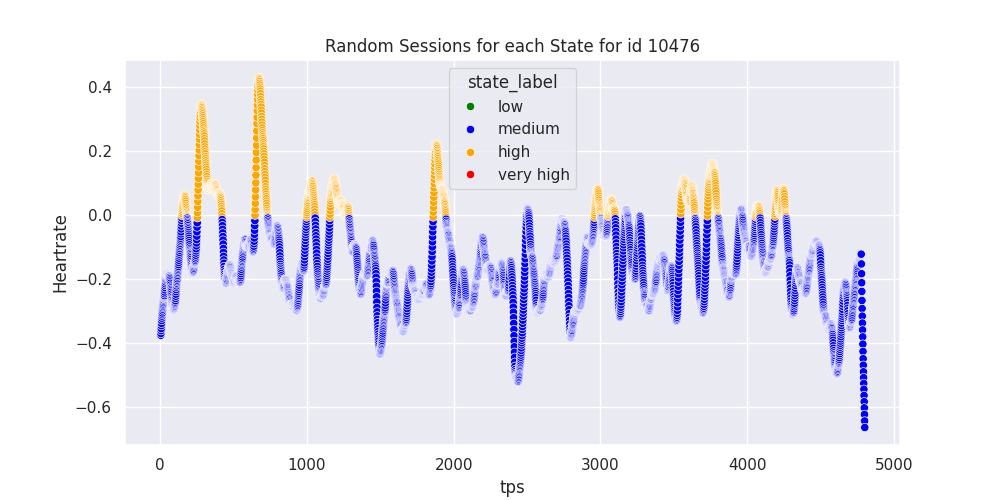 Random Sessions for each State for id 10476
state_label
low
medium
high
very high
Heartrate
0.4
0.2
0.0
−0.2
−0.4
−0.6
0 1000 2000 3000 4000 5000
tps